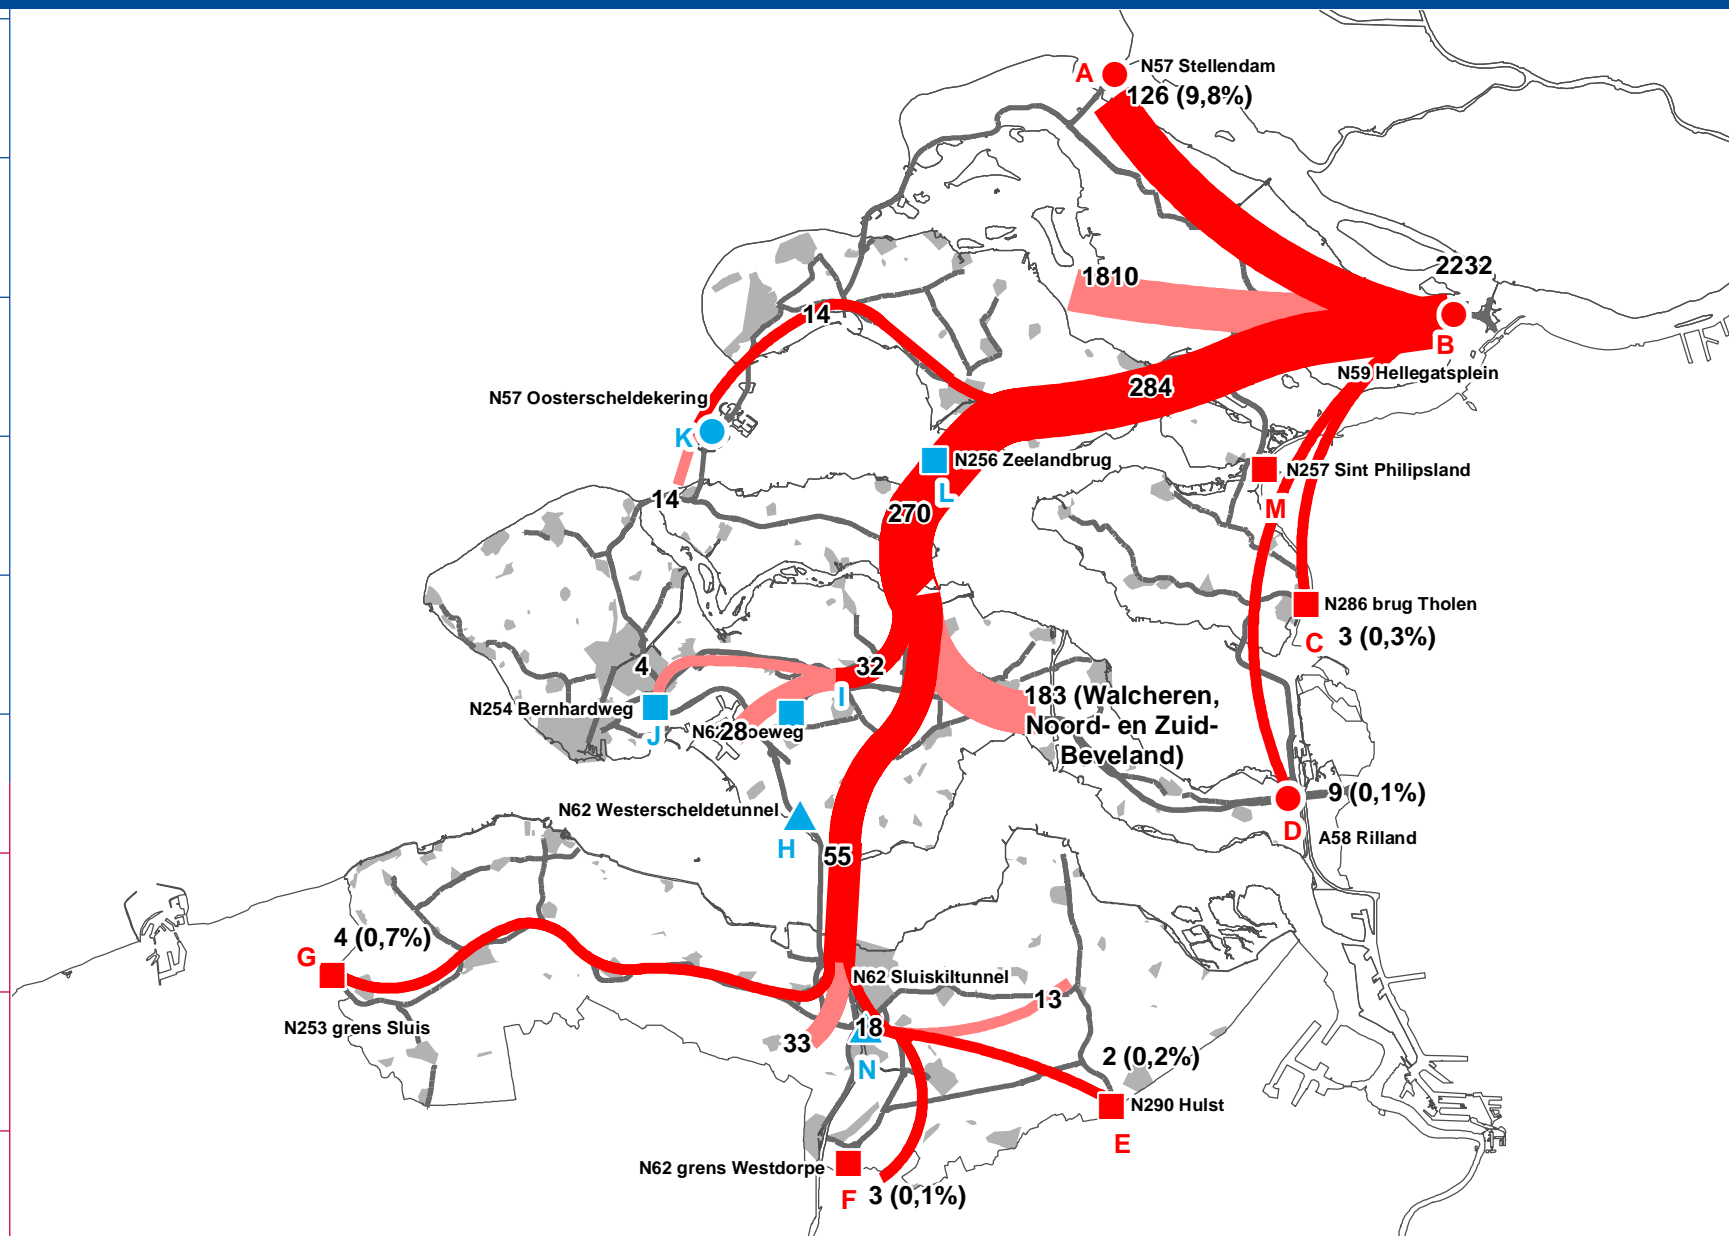 A
N57 Stellendam
126 (9,8%)
2232
1810
B
14
N59 Hellegatsplein
284
N57 Oosterscheldekering
K
N256 Zeelandbrug
N257 Sint Philipsland
L
14
M
270
N286 brug Tholen
C
3 (0,3%)
4
32
I
183 (Walcheren,
Noord- en Zuid-
Beveland)
N254 Bernhardweg
J
28
oeweg
9 (0,1%)
N62 Westerscheldetunnel
D
A58 Rilland
H
55
4 (0,7%)
G
N62 Sluiskiltunnel
13
N253 grens Sluis
18
33
N
2 (0,2%)
N290 Hulst
E
N62 grens Westdorpe
F
3 (0,1%)